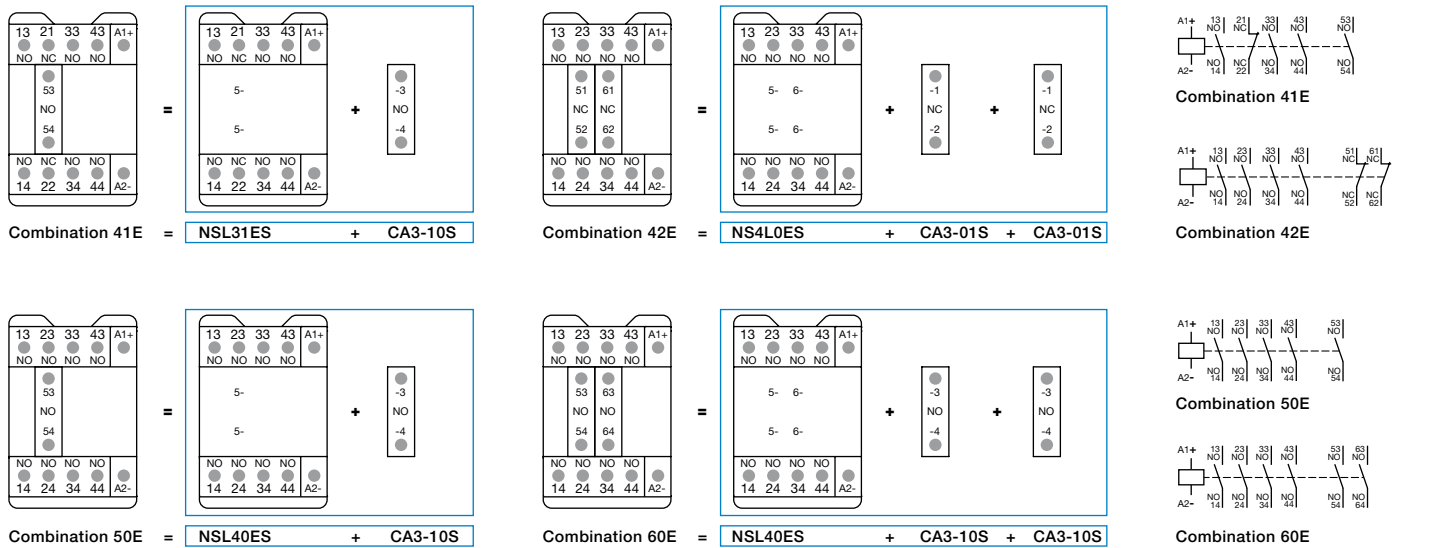 13 21 33 43 A1+
NO NC NO NO
53
NO
54
NO NC NO NO
14 22 34 44 A2-
=
13 21 33 43 A1+
NO NC NO NO
5-
5-
NO NC NO NO
14 22 34 44 A2-
+
-3
NO
-4
Combination 41E = NSL31ES + CA3-10S
13 23 33 43 A1+
NO NO NO NO
51 61
NC NC
52 62
NO NO NO NO
14 24 34 44 A2-
=
13 23 33 43 A1+
NO NO NO NO
5- 6-
5- 6-
NO NO NO NO
14 24 34 44 A2-
+
-1
NC
-2
+
-1
NC
-2
Combination 42E = NS4L0ES + CA3-01S + CA3-01S
A1+ 13 21 33 43 53
NO NC NO NO NO
NO NC NO NO NO
A2- 14 22 34 44 54
Combination 41E
A1+ 13 23 33 43 51 61
NO NO NO NO NC NC
NO NO NO NO NC NC
A2- 14 24 34 44 52 62
Combination 42E
13 23 33 43 A1+
NO NO NO NO
53
NO
54
NO NO NO NO
14 24 34 44 A2-
=
13 23 33 43 A1+
NO NO NO NO
5-
5-
NO NO NO NO
14 24 34 44 A2-
+
-3
NO
-4
Combination 50E = NSL40ES + CA3-10S
13 23 33 43 A1+
NO NO NO NO
53 63
NO NO
54 64
NO NO NO NO
14 24 34 44 A2-
=
13 23 33 43 A1+
NO NO NO NO
5- 6-
5- 6-
NO NO NO NO
14 24 34 44 A2-
+
-3
NO
-4
+
-3
NO
-4
Combination 60E = NSL40ES + CA3-10S + CA3-10S
A1+ 13 23 33 43 53
NO NO NO NO NO
NO NO NO NO NO
A2- 14 24 34 44 54
Combination 50E
A1+ 13 23 33 43 53 63
NO NO NO NO NO NO
NO NO NO NO NO NO
A2- 14 24 34 44 54 64
Combination 60E